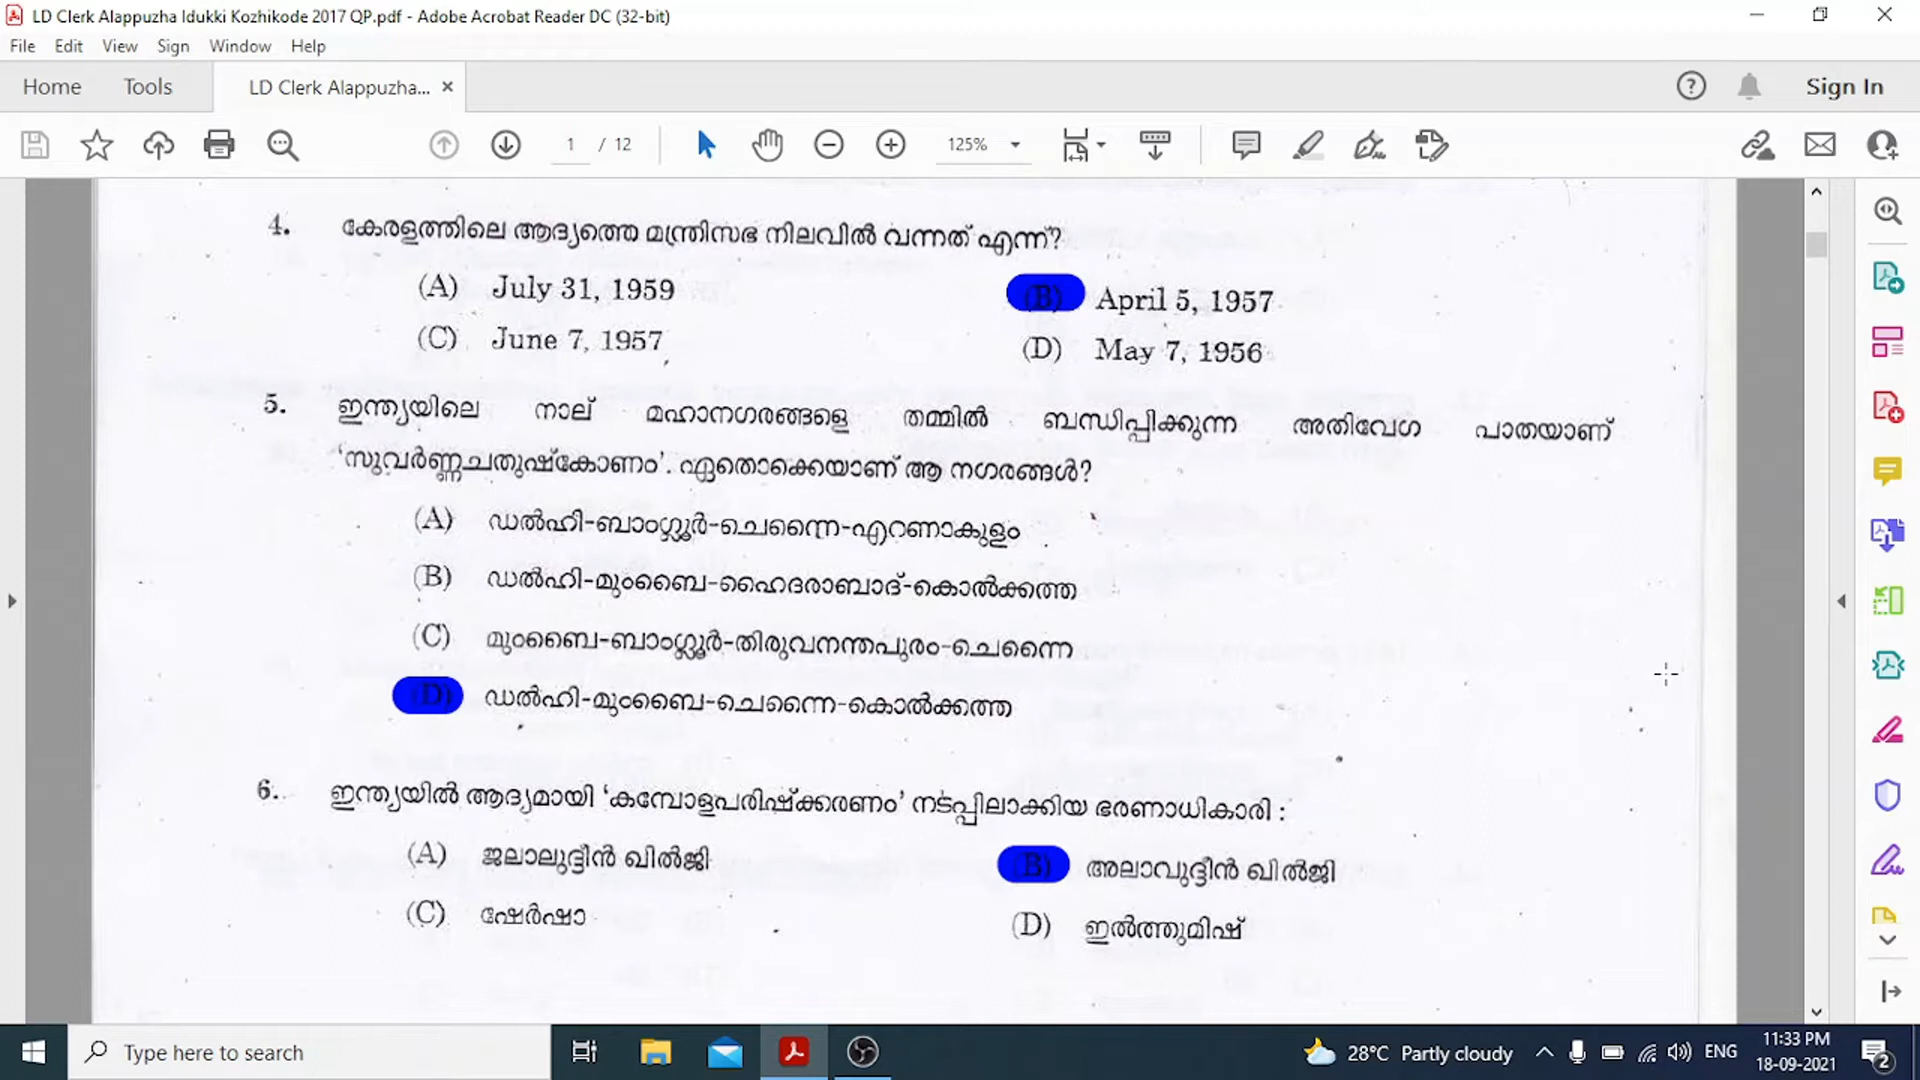 LD Clerk Alappuzha Idukki Kozhikode 2017 QP.pdf - Adobe Acrobat Reader DC (32-bit)
File Edit View Sign Window Help
Home Tools LD Clerk Alappuzha... × Sign In
1 / 12 125%
4. കേരളത്തിലെ ആദ്യത്തെ മന്ത്രിസഭ നിലവിൽ വന്നത് എന്ന്?
(A) July 31, 1959 (B) April 5, 1957
(C) June 7, 1957 (D) May 7, 1956
5. ഇന്ത്യയിലെ നാല് മഹാനഗരങ്ങളെ തമ്മിൽ ബന്ധിപ്പിക്കുന്ന അതിവേഗ പാതയാണ്
‘സുവർണ്ണചതുഷ്കോണം’. ഏതൊക്കെയാണ് ആ നഗരങ്ങൾ?
(A) ഡൽഹി-ബാംഗ്ലൂർ-ചെന്നൈ-എറണാകുളം
(B) ഡൽഹി-മുംബൈ-ഹൈദരാബാദ്-കൊൽക്കത്ത
(C) മുംബൈ-ബാംഗ്ലൂർ-തിരുവനന്തപുരം-ചെന്നൈ
(D) ഡൽഹി-മുംബൈ-ചെന്നൈ-കൊൽക്കത്ത
6. ഇന്ത്യയിൽ ആദ്യമായി ‘കമ്പോളപരിഷ്ക്കരണം’ നടപ്പിലാക്കിയ ഭരണാധികാരി :
(A) ജലാലുദ്ദീൻ ഖിൽജി (B) അലാവുദ്ദീൻ ഖിൽജി
(C) ഷേർഷാ (D) ഇൽത്തുമിഷ്
Type here to search 28°C Partly cloudy ENG 11:33 PM
18-09-2021 2